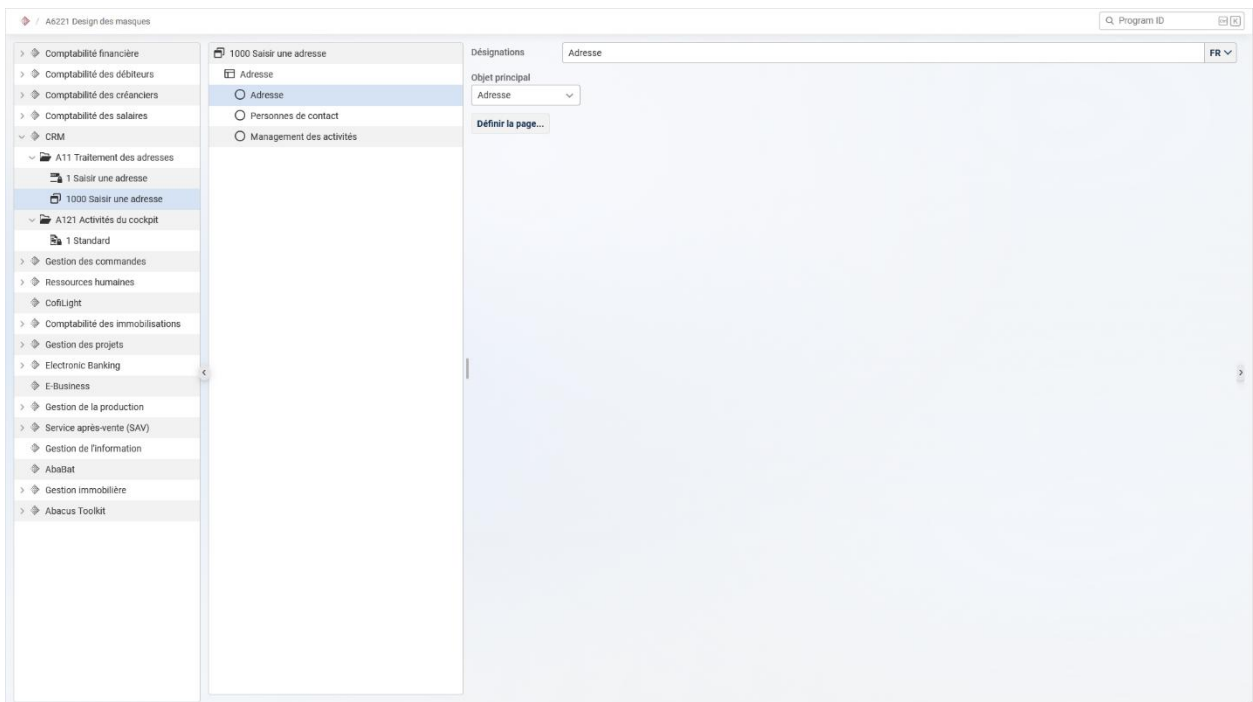 / A6221 Design des masques
Program ID
K
Comptabilité financière
Comptabilité des débiteurs
Comptabilité des créanciers
Comptabilité des salaires
CRM
A11 Traitement des adresses
1 Saisir une adresse
1000 Saisir une adresse
A121 Activités du cockpit
1 Standard
Gestion des commandes
Ressources humaines
CofiLight
Comptabilité des immobilisations
Gestion des projets
Electronic Banking
E-Business
Gestion de la production
Service après-vente (SAV)
Gestion de l'information
AbaBat
Gestion immobilière
Abacus Toolkit
1000 Saisir une adresse
Adresse
Adresse
Personnes de contact
Management des activités
Désignations Adresse FR
Objet principal
Adresse
Définir la page...